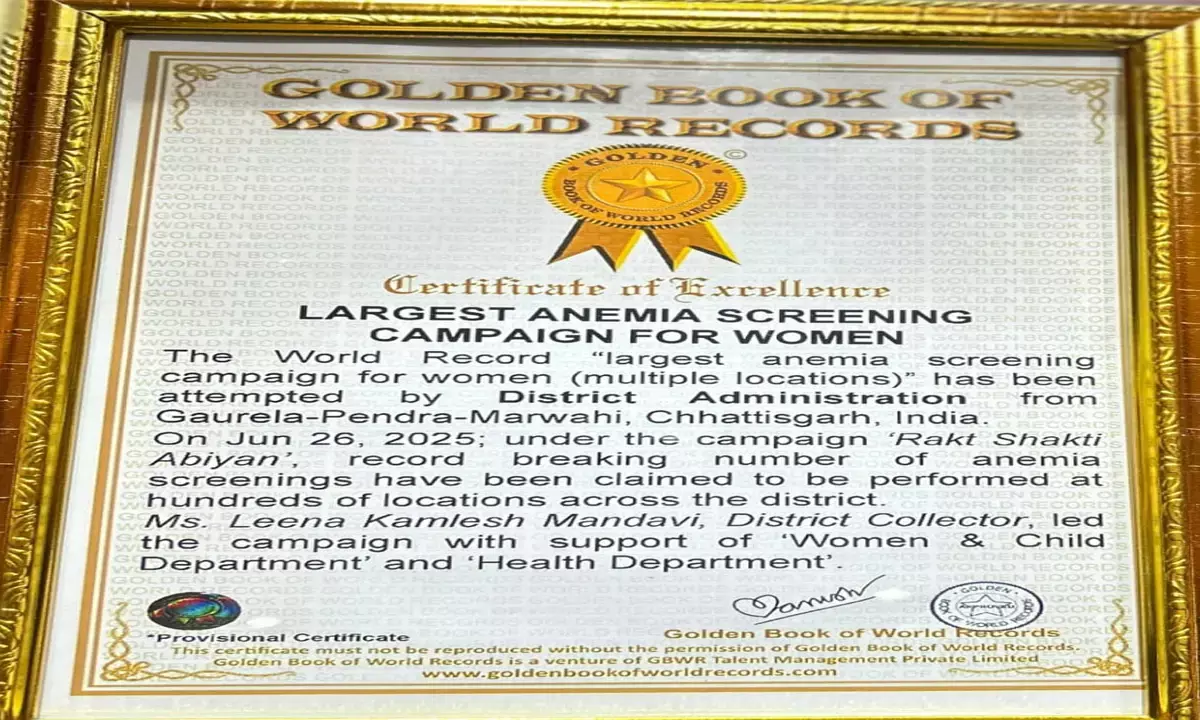 GOLDEN BOOK OF
WORLD RECORDS
GOLDEN
BOOK OF WORLD RECORDS
©
Certificate of Excellence
LARGEST ANEMIA SCREENING
CAMPAIGN FOR WOMEN
The World Record “largest anemia screening
campaign for women (multiple locations)” has been
attempted by District Administration from
Gaurela-Pendra-Marwahi, Chhattisgarh, India.
On Jun 26, 2025; under the campaign ‘Rakt Shakti
Abiyan’, record breaking number of anemia
screenings have been claimed to be performed at
hundreds of locations across the district.
Ms. Leena Kamlesh Mandavi, District Collector, led
the campaign with support of ‘Women & Child
Department’ and ‘Health Department’.
GOLDEN
BOOK OF WORLD RECORDS
*Provisional Certificate
Golden Book of World Records
This certificate must not be reproduced without the permission of Golden Book of World Records.
Golden Book of World Records is a venture of GBWR Talent Management Private Limited
www.goldenbookofworldrecords.com